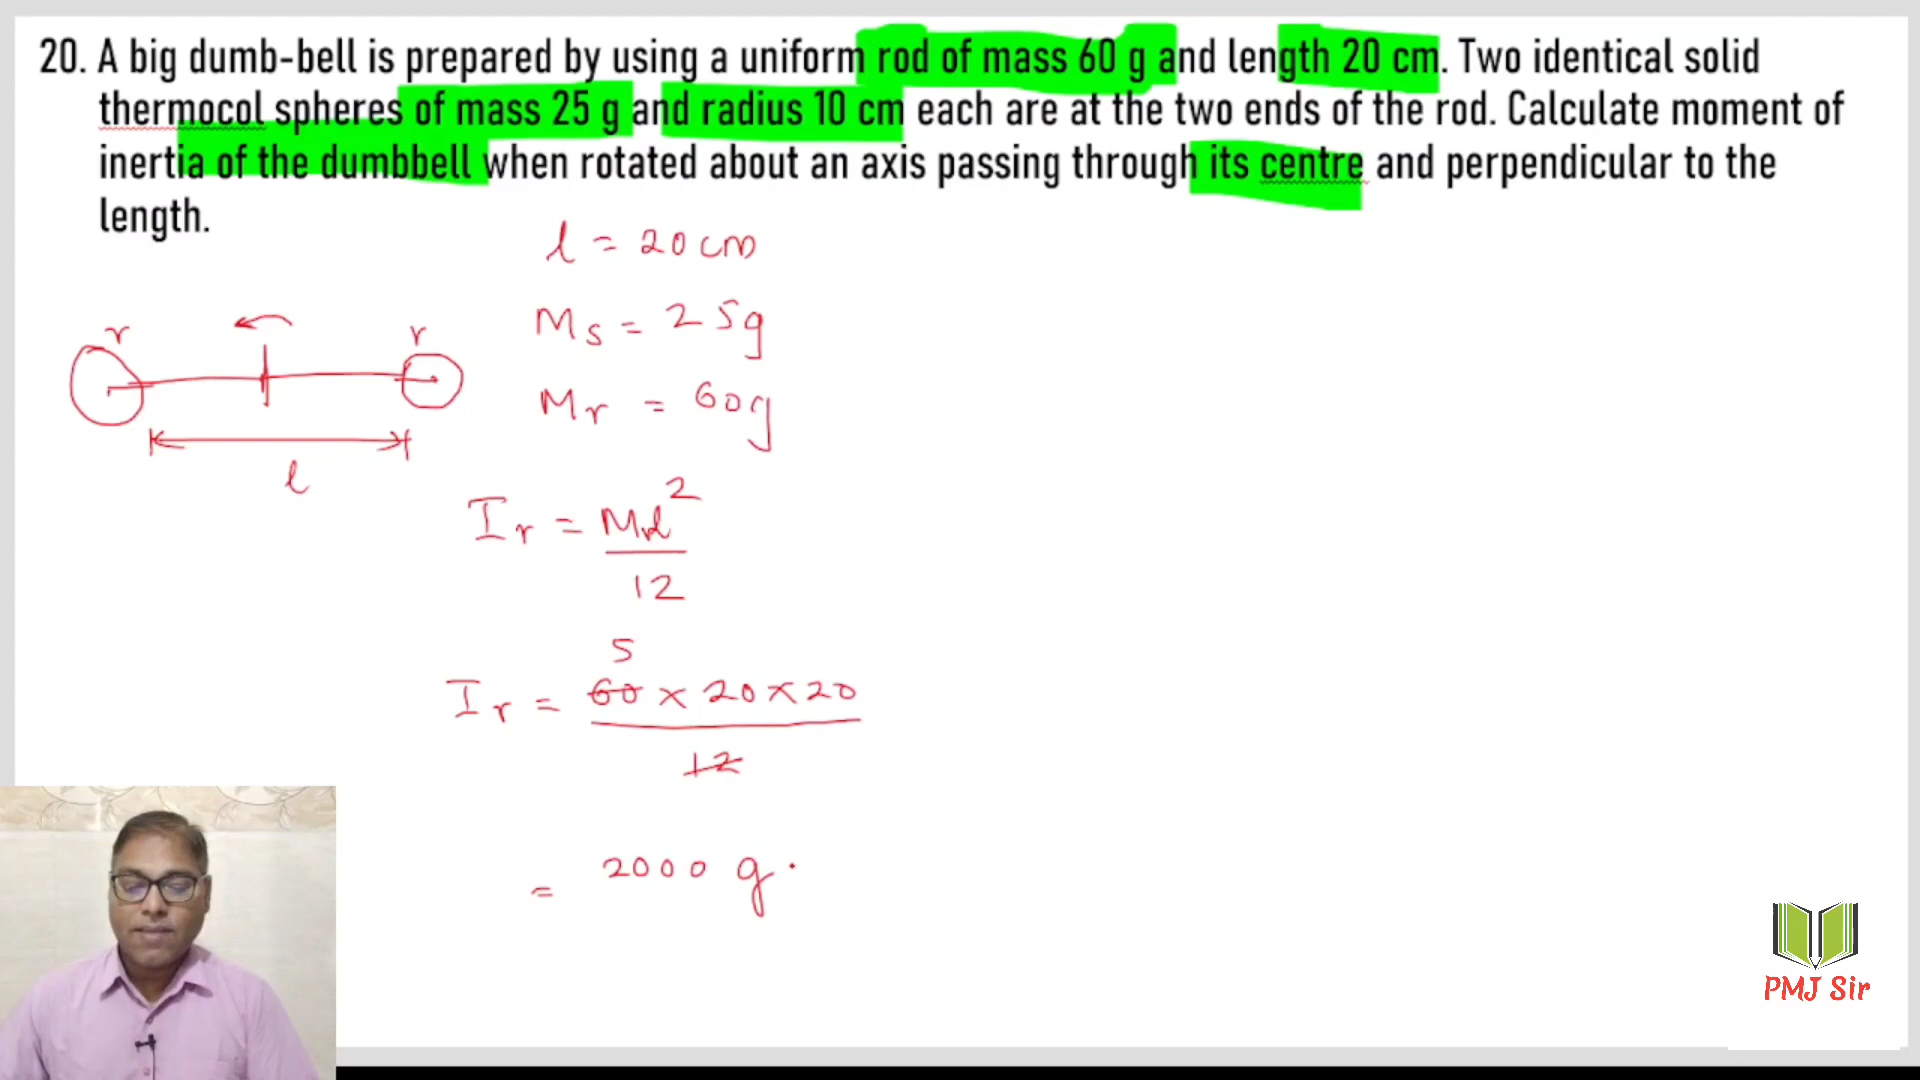 20. A big dumb-bell is prepared by using a uniform rod of mass 60 g and length 20 cm. Two identical solid
thermocol spheres of mass 25 g and radius 10 cm each are at the two ends of the rod. Calculate moment of
inertia of the dumbbell when rotated about an axis passing through its centre and perpendicular to the
length.
l = 20 cm
r r
Ms = 25g
Mr = 60g
l
Ir = Mrl²
12
5
Ir = 60 × 20 × 20
12
= 2000 g.
PMJ Sir